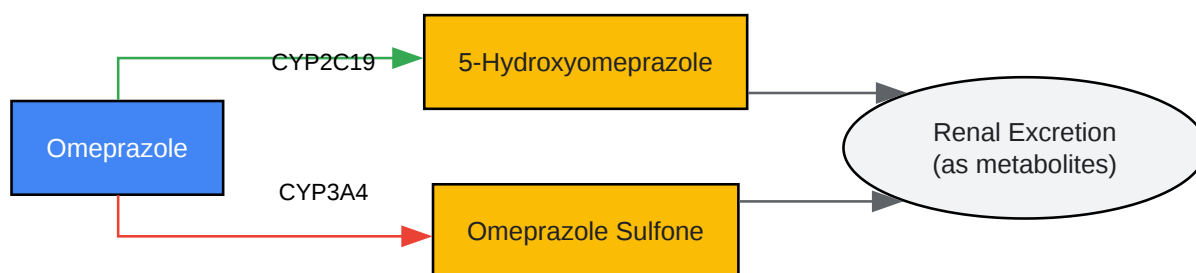 CYP2C19
5-Hydroxyomeprazole
Omeprazole
Renal Excretion
(as metabolites)
CYP3A4
Omeprazole Sulfone